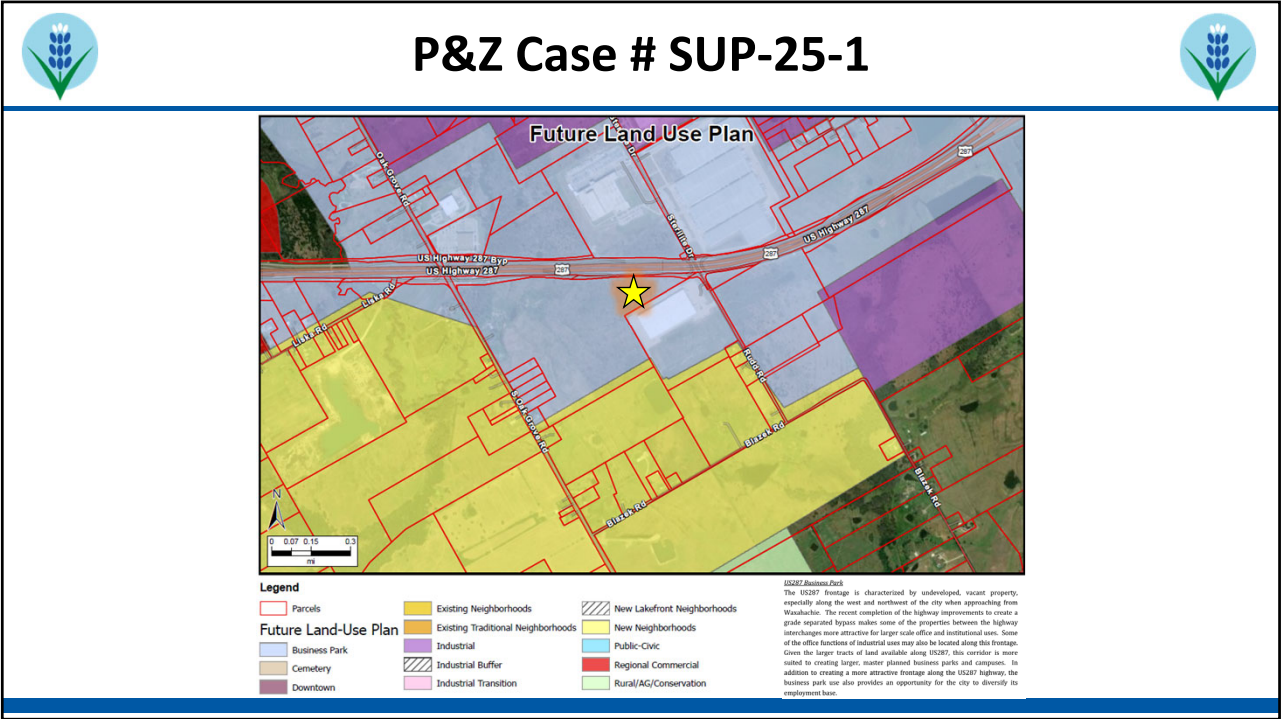 P&Z Case # SUP-25-1
Future Land Use Plan
Oak Grove Rd
Sterilite Dr
287
US Highway 287
US Highway 287 Byp
US Highway 287
287
287
Liska Rd
Liska Rd
Rudd Rd
S Oak Grove Rd
Blazek Rd
Blazek Rd
Blazek Rd
N
0 0.07 0.15 0.3
mi
Legend
Parcels
Future Land-Use Plan
Business Park
Cemetery
Downtown
Existing Neighborhoods
Existing Traditional Neighborhoods
Industrial
Industrial Buffer
Industrial Transition
New Lakefront Neighborhoods
New Neighborhoods
Public-Civic
Regional Commercial
Rural/AG/Conservation
US287 Business Park
The US287 frontage is characterized by undeveloped, vacant property,
especially along the west and northwest of the city when approaching from
Waxahachie. The recent completion of the highway improvements to create a
grade separated bypass makes some of the properties between the highway
interchanges more attractive for larger scale office and institutional uses. Some
of the office functions of industrial uses may also be located along this frontage.
Given the larger tracts of land available along US287, this corridor is more
suited to creating larger, master planned business parks and campuses. In
addition to creating a more attractive frontage along the US287 highway, the
business park use also provides an opportunity for the city to diversify its
employment base.